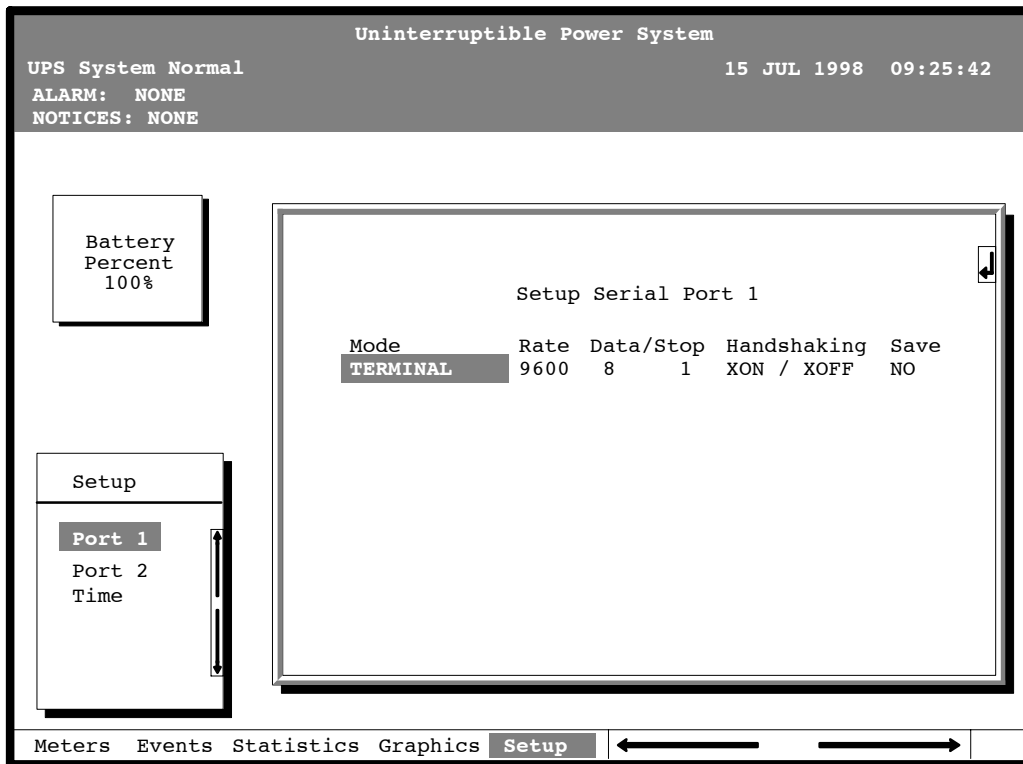 Uninterruptible Power System
UPS System Normal 15 JUL 1998 09:25:42
ALARM: NONE
NOTICES: NONE
Battery
Percent
100%
Setup Serial Port 1
Mode Rate Data/Stop Handshaking Save
TERMINAL 9600 8 1 XON / XOFF NO
Setup
Port 1
Port 2
Time
Meters Events Statistics Graphics Setup